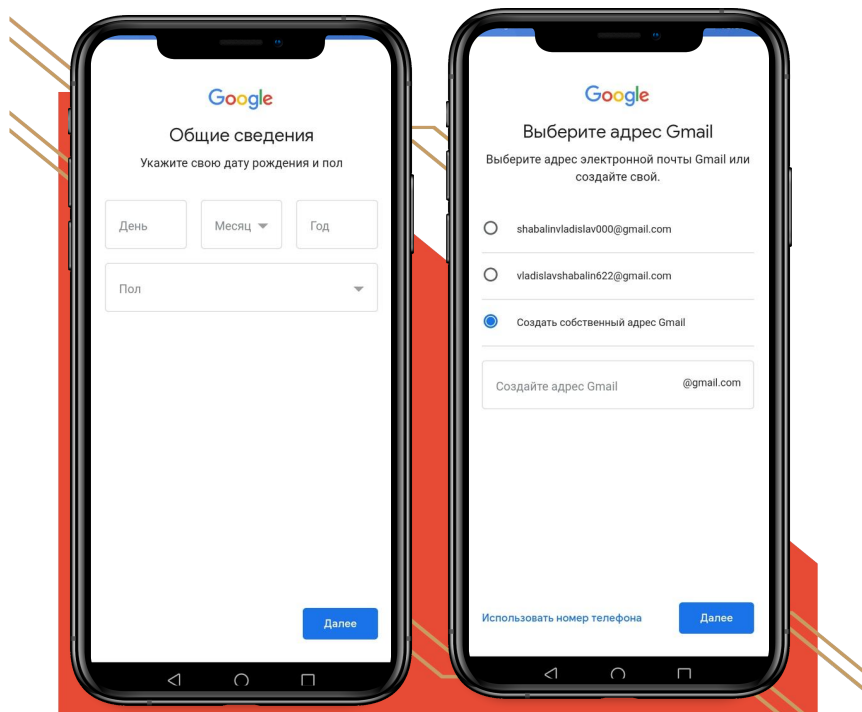 Google
Общие сведения
Укажите свою дату рождения и пол
День
Месяц
Год
Пол
Далее
Google
Выберите адрес Gmail
Выберите адрес электронной почты Gmail или
создайте свой.
shabalinvladislav000@gmail.com
vladislavshabalin622@gmail.com
Создать собственный адрес Gmail
Создайте адрес Gmail
@gmail.com
Использовать номер телефона
Далее